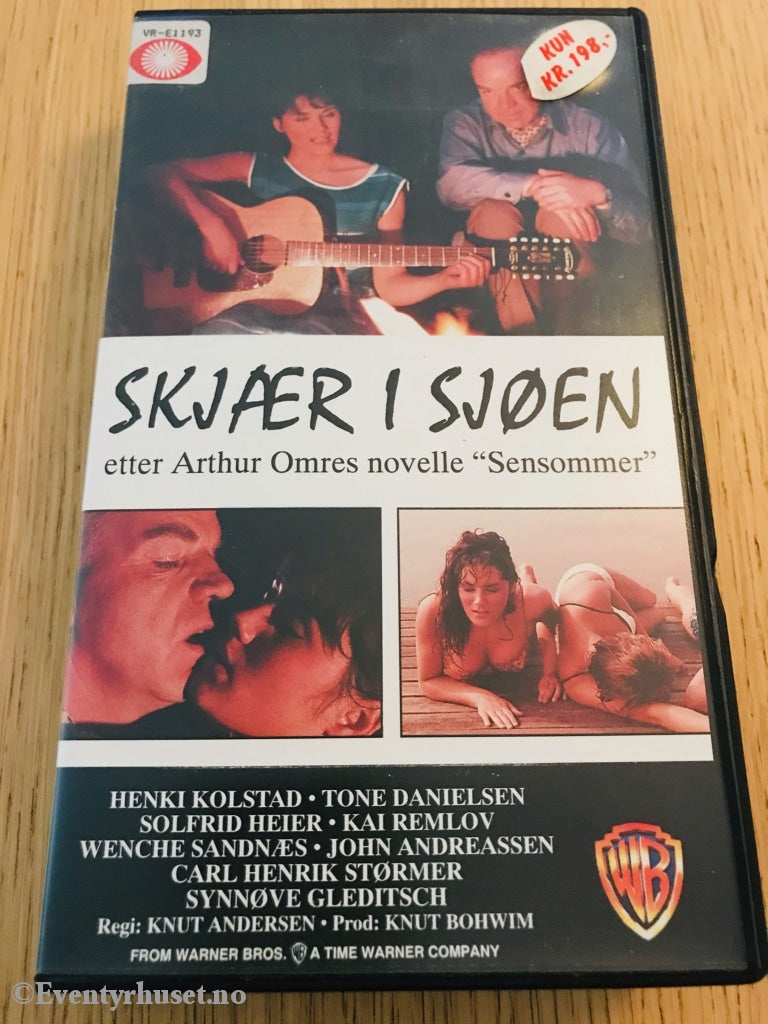 VR-E1193
KUN
KR. 198,-
SKJÆR I SJØEN
etter Arthur Omres novelle “Sensommer”
HENKI KOLSTAD • TONE DANIELSEN
SOLFRID HEIER • KAI REMLOV
WENCHE SANDNÆS • JOHN ANDREASSEN
CARL HENRIK STØRMER
SYNNØVE GLEDITSCH
Regi: KNUT ANDERSEN • Prod: KNUT BOHWIM
WB
FROM WARNER BROS. WB A TIME WARNER COMPANY
©Eventyrhuset.no